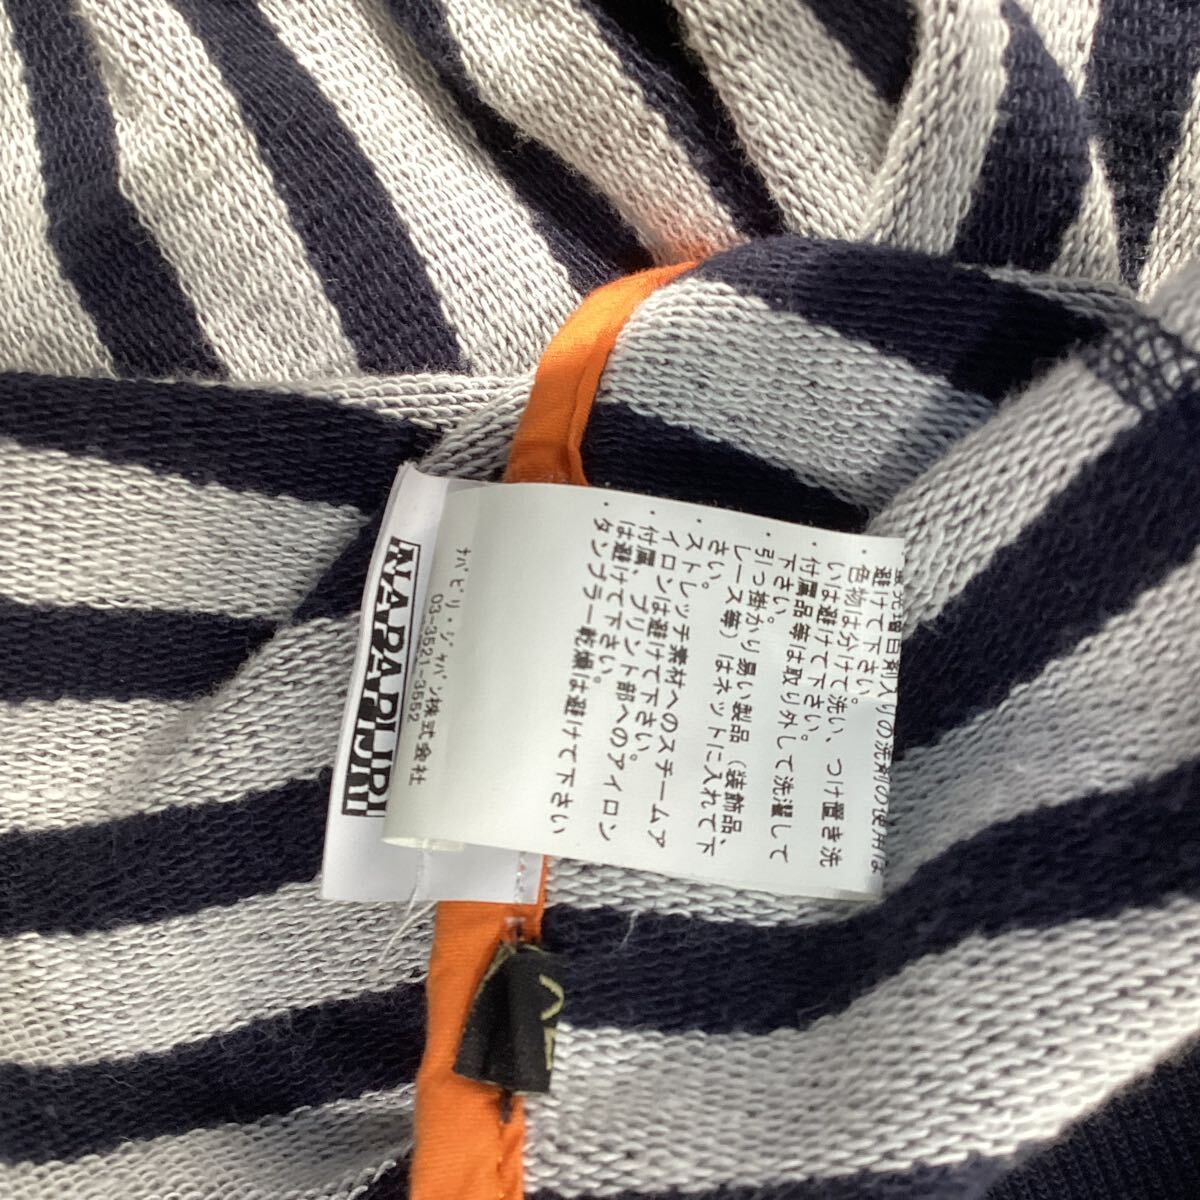 蛍光増白剤入りの洗剤の使用は
避けて下さい。
・色物は分けて洗い、つけ置き洗
いは避けて下さい。
・付属品等は取り外して洗濯して
下さい。
・引っ掛かり易い製品（装飾品、
レース等）はネットに入れて下
さい。
・ストレッチ素材へのスチームア
イロンは避けて下さい。
・付属、プリント部へのアイロン
は避けて下さい。
・タンブラー乾燥は避けて下さい
ﾅﾊﾟﾋﾟﾘ・ｼﾞｬﾊﾟﾝ株式会社
03-3521-3552
NAPAPIJRI